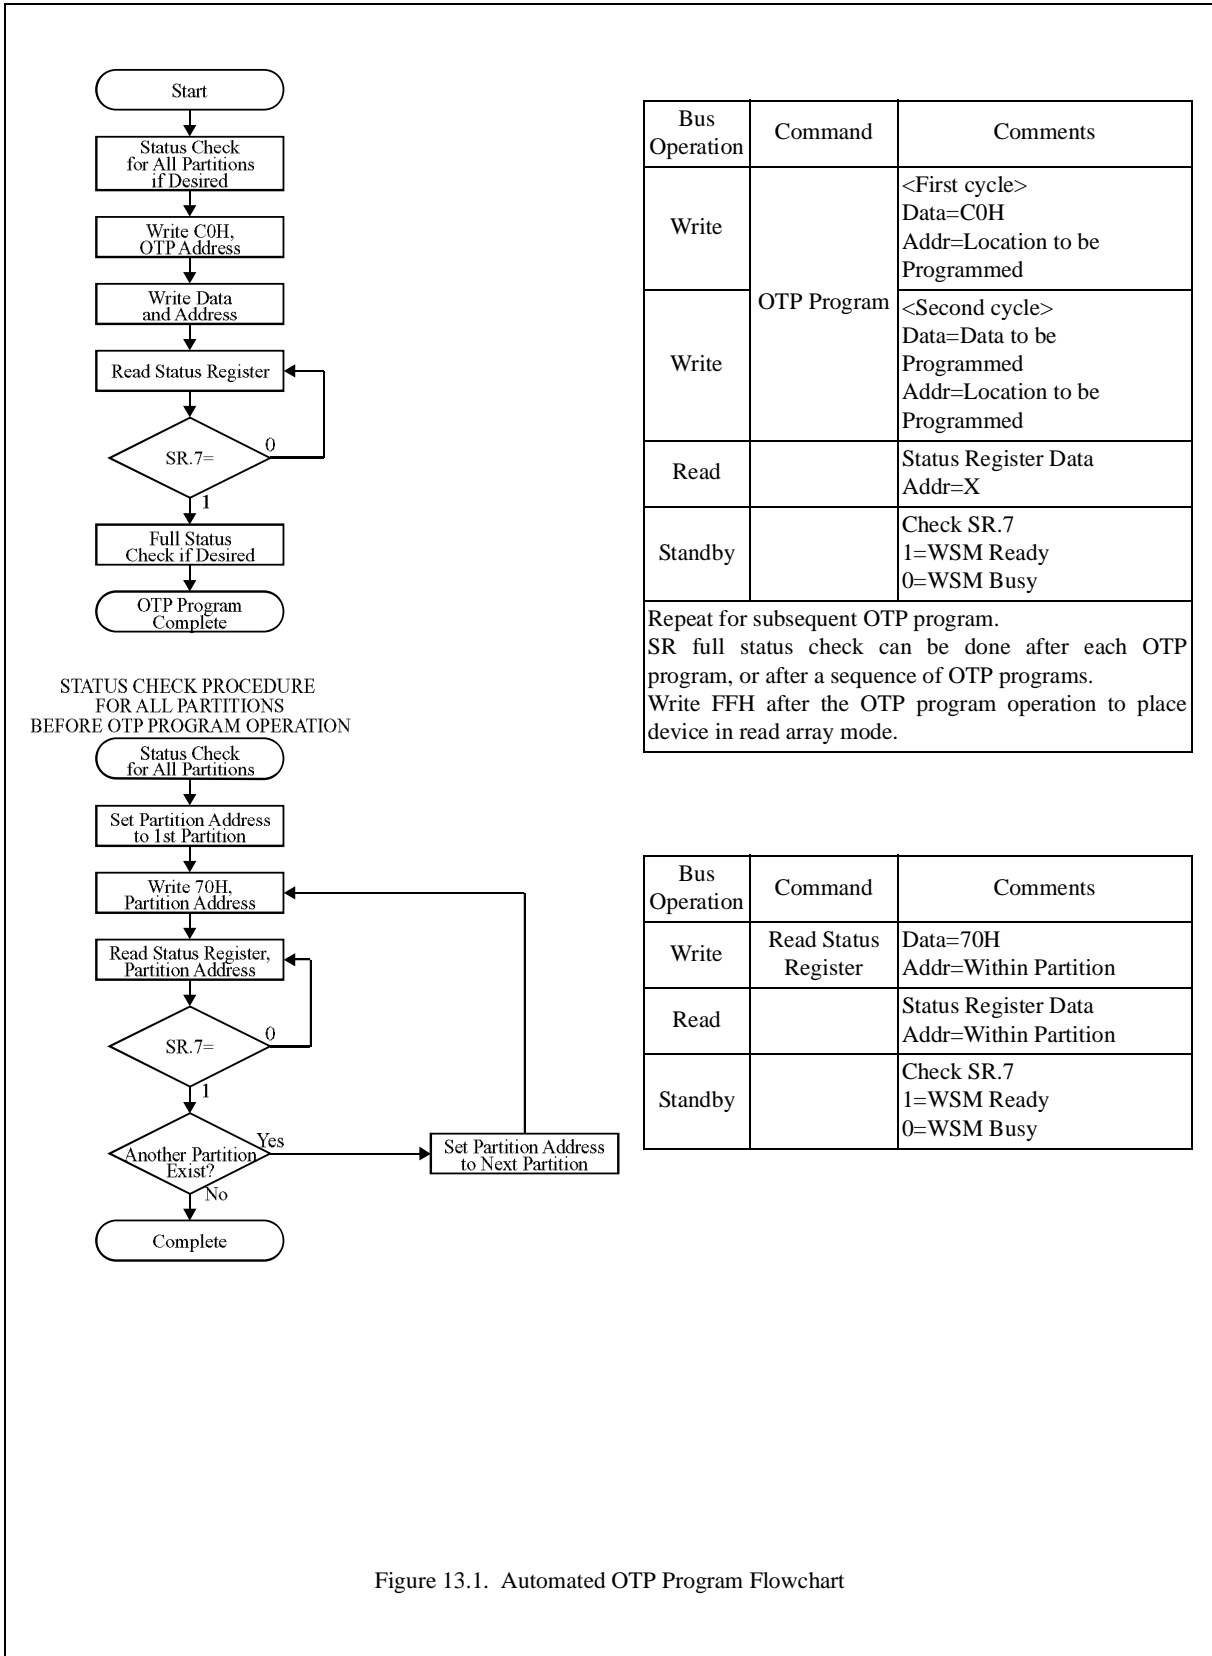 Start
Status Check
for All Partitions
if Desired
Write C0H,
OTP Address
Write Data
and Address
Read Status Register
SR.7=
0
1
Full Status
Check if Desired
OTP Program
Complete
Bus
Operation
Command
Comments
Write
OTP Program
<First cycle>
Data=C0H
Addr=Location to be
Programmed
Write
<Second cycle>
Data=Data to be
Programmed
Addr=Location to be
Programmed
Read
Status Register Data
Addr=X
Standby
Check SR.7
1=WSM Ready
0=WSM Busy
Repeat for subsequent OTP program.
SR full status check can be done after each OTP
program, or after a sequence of OTP programs.
Write FFH after the OTP program operation to place
device in read array mode.
STATUS CHECK PROCEDURE
FOR ALL PARTITIONS
BEFORE OTP PROGRAM OPERATION
Status Check
for All Partitions
Set Partition Address
to 1st Partition
Write 70H,
Partition Address
Read Status Register,
Partition Address
SR.7=
0
1
Another Partition
Exist?
Yes
No
Set Partition Address
to Next Partition
Complete
Bus
Operation
Command
Comments
Write
Read Status
Register
Data=70H
Addr=Within Partition
Read
Status Register Data
Addr=Within Partition
Standby
Check SR.7
1=WSM Ready
0=WSM Busy
Figure 13.1. Automated OTP Program Flowchart